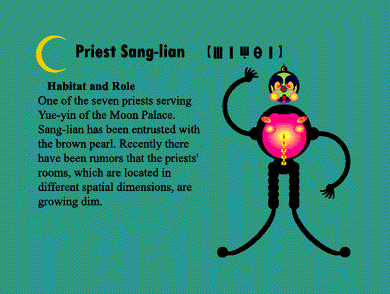 Priest Sang-lian
Habitat and Role
One of the seven priests serving
Yue-yin of the Moon Palace.
Sang-lian has been entrusted with
the brown pearl. Recently there
have been rumors that the priests'
rooms, which are located in
different spatial dimensions, are
growing dim.